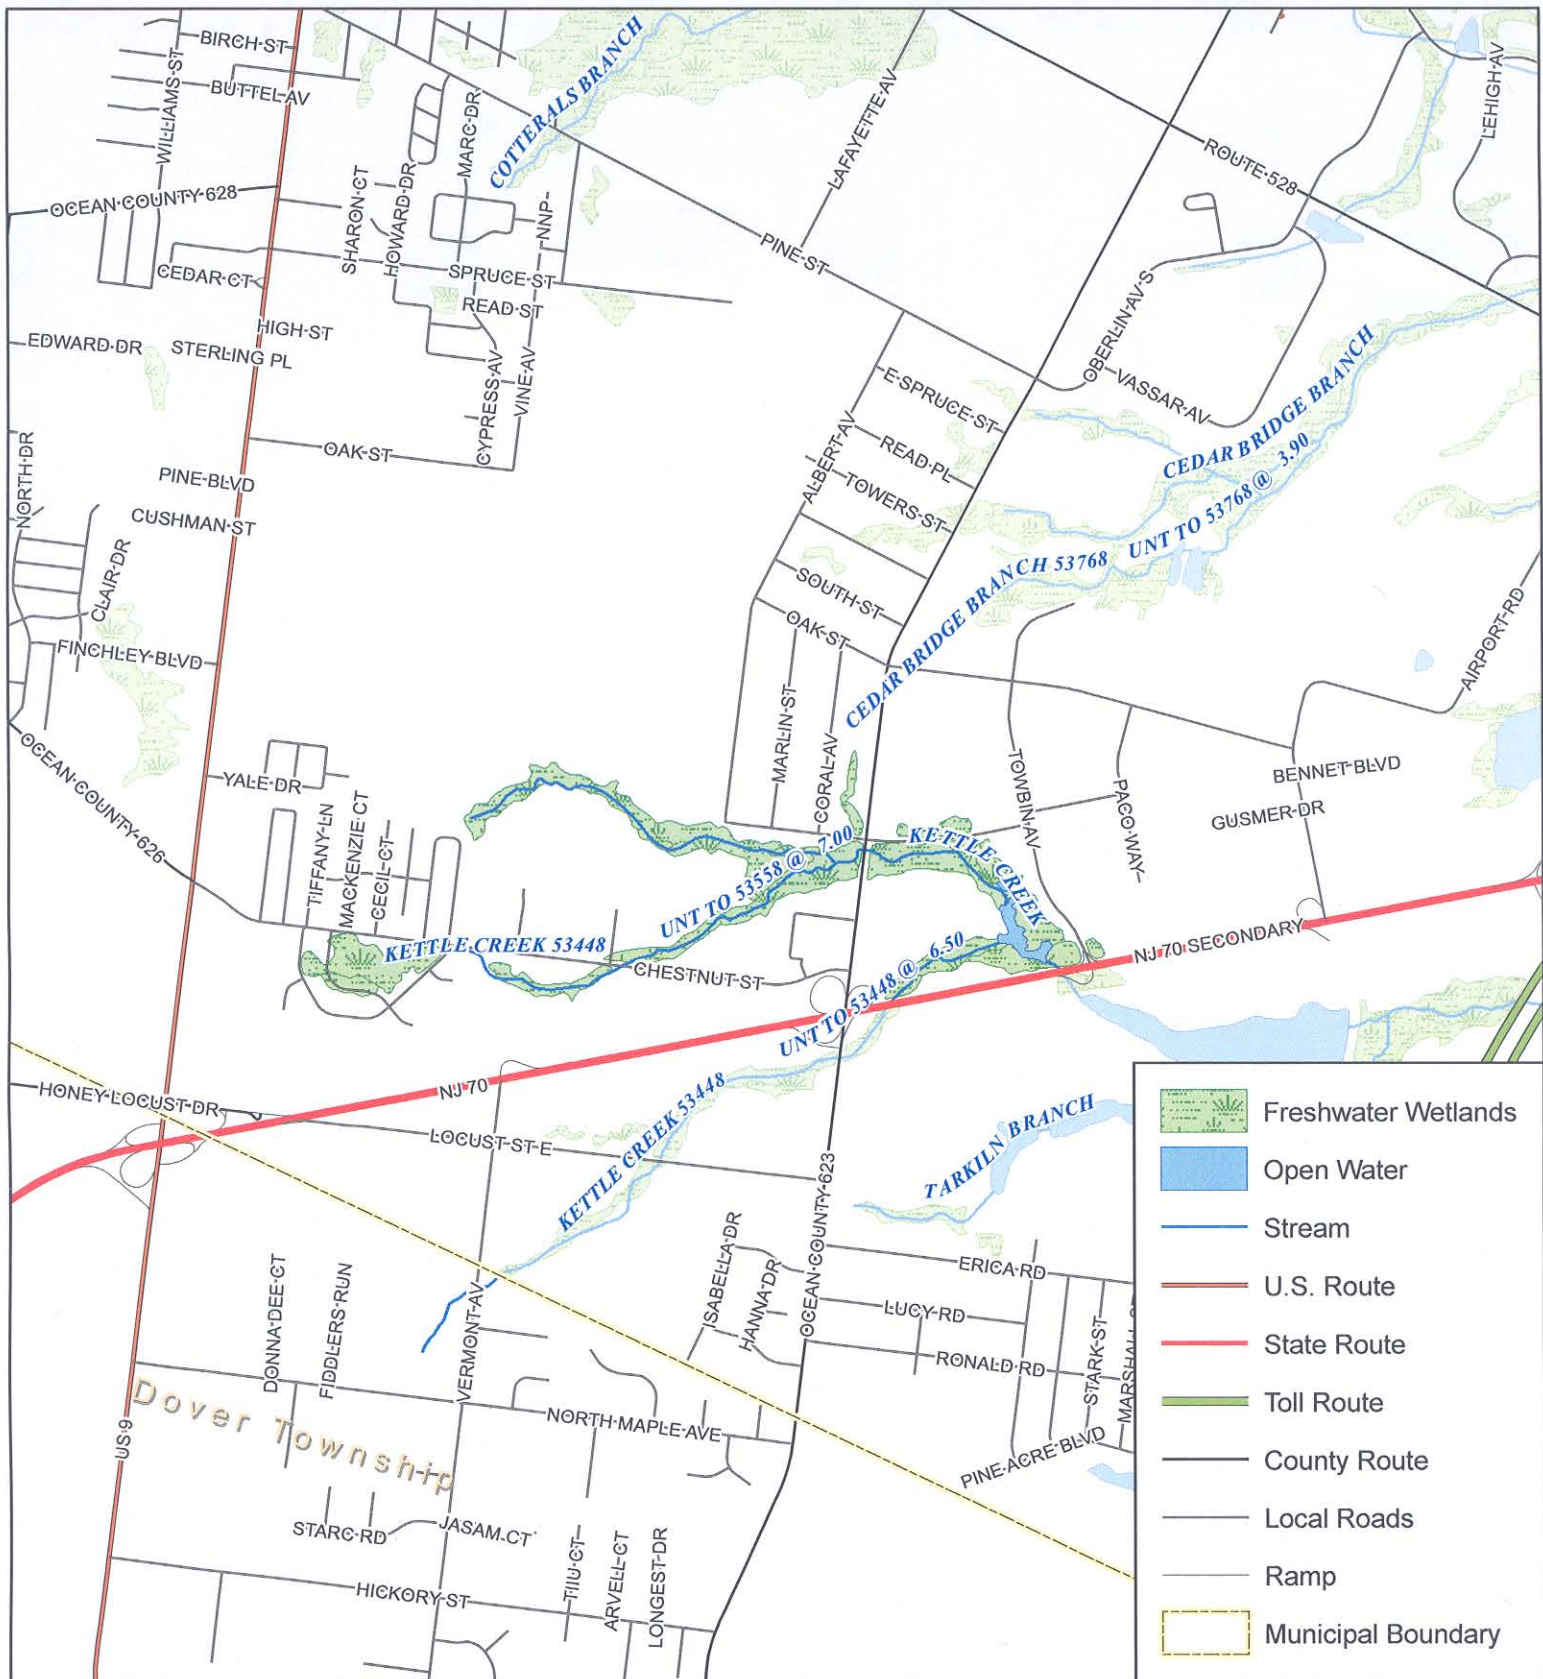 BIRCH ST
COTTERALS BRANCH
WILLIAMS ST
BUTTEL AV
LAFAYETTE AV
LEHIGH AV
MARC DR
ROUTE 528
OCEAN COUNTY 628
SHARON CT
HOWARD DR
NNP
PINE ST
CEDAR CT
SPRUCE ST
READ ST
OBERLIN AV S
HIGH ST
EDWARD DR
STERLING PL
CYPRESS AV
VINE AV
E SPRUCE ST
VASSAR AV
CEDAR BRIDGE BRANCH
NORTH DR
OAK ST
ALBERT AV
READ PL
TOWERS ST
UNT TO 53768 @ 3.90
PINE BLVD
CUSHMAN ST
CLAIR DR
SOUTH ST
CEDAR BRIDGE BRANCH 53768
OAK ST
AIRPORT RD
FINCHLEY BLVD
MARLIN ST
CORAL AV
OCEAN COUNTY 626
YALE DR
TOWBIN AV
PACO WAY
BENNET BLVD
GUSMER DR
TIFFANY LN
MACKENZIE CT
CECIL CT
UNT TO 53558 @ 7.00
KETTLE CREEK
KETTLE CREEK 53448
CHESTNUT ST
UNT TO 53448 @ 6.50
NJ 70 SECONDARY
NJ 70
HONEY LOCUST DR
LOCUST ST E
KETTLE CREEK 53448
TARKILN BRANCH
OCEAN COUNTY 623
ISABELLA DR
HANNA DR
ERICA RD
LUCY RD
RONALD RD
STARK ST
MARSHALL
DONNA DEE CT
FIDDLERS RUN
VERMONT AV
Dover Township
US 9
NORTH MAPLE AVE
PINE ACRE BLVD
STARC RD
JASAM CT
TIIU CT
ARVELL CT
LONGEST DR
HICKORY ST
Freshwater Wetlands
Open Water
Stream
U.S. Route
State Route
Toll Route
County Route
Local Roads
Ramp
Municipal Boundary